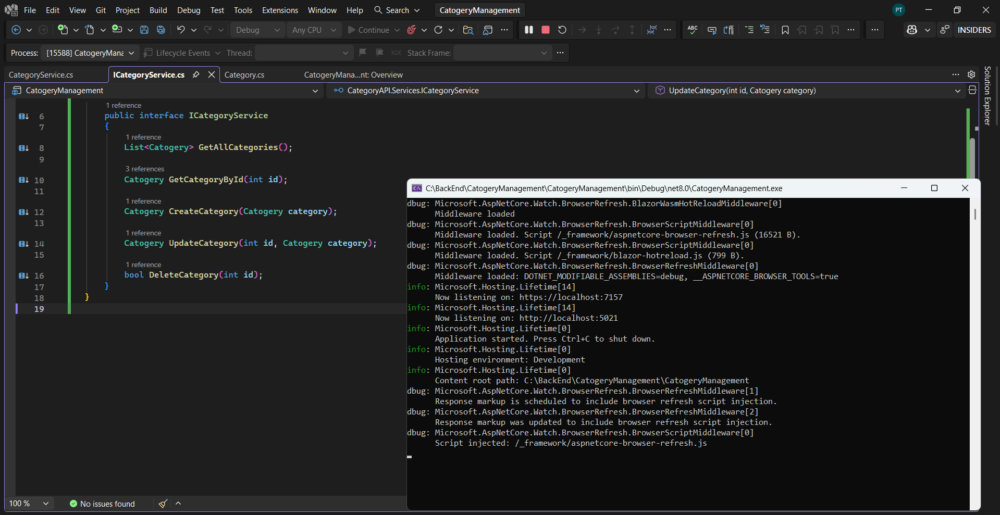 File Edit View Git Project Build Debug Test Tools Extensions Window Help Search CatogeryManagement PT
Debug Any CPU Continue INSIDERS
Process: [15588] CatogeryMana Lifecycle Events Thread: Stack Frame:
CategoryService.cs ICategoryService.cs Category.cs CatogeryMana...nt: Overview
CatogeryManagement CategoryAPI.Services.ICategoryService UpdateCategory(int id, Catogery category)
Solution Explorer
1 reference
6 public interface ICategoryService
7 {
1 reference
8 List<Catogery> GetAllCategories();
9
3 references
10 Catogery GetCategoryById(int id);
11
1 reference
12 Catogery CreateCategory(Catogery category);
13
1 reference
14 Catogery UpdateCategory(int id, Catogery category);
15
1 reference
16 bool DeleteCategory(int id);
17 }
18 }
19
C:\BackEnd\CatogeryManagement\CatogeryManagement\bin\Debug\net8.0\CatogeryManagement.exe
dbug: Microsoft.AspNetCore.Watch.BrowserRefresh.BlazorWasmHotReloadMiddleware[0]
Middleware loaded
dbug: Microsoft.AspNetCore.Watch.BrowserRefresh.BrowserScriptMiddleware[0]
Middleware loaded. Script /_framework/aspnetcore-browser-refresh.js (16521 B).
dbug: Microsoft.AspNetCore.Watch.BrowserRefresh.BrowserScriptMiddleware[0]
Middleware loaded. Script /_framework/blazor-hotreload.js (799 B).
dbug: Microsoft.AspNetCore.Watch.BrowserRefresh.BrowserRefreshMiddleware[0]
Middleware loaded: DOTNET_MODIFIABLE_ASSEMBLIES=debug, __ASPNETCORE_BROWSER_TOOLS=true
info: Microsoft.Hosting.Lifetime[14]
Now listening on: https://localhost:7157
info: Microsoft.Hosting.Lifetime[14]
Now listening on: http://localhost:5021
info: Microsoft.Hosting.Lifetime[0]
Application started. Press Ctrl+C to shut down.
info: Microsoft.Hosting.Lifetime[0]
Hosting environment: Development
info: Microsoft.Hosting.Lifetime[0]
Content root path: C:\BackEnd\CatogeryManagement\CatogeryManagement
dbug: Microsoft.AspNetCore.Watch.BrowserRefresh.BrowserRefreshMiddleware[1]
Response markup is scheduled to include browser refresh script injection.
dbug: Microsoft.AspNetCore.Watch.BrowserRefresh.BrowserRefreshMiddleware[2]
Response markup was updated to include browser refresh script injection.
dbug: Microsoft.AspNetCore.Watch.BrowserRefresh.BrowserScriptMiddleware[0]
Script injected: /_framework/aspnetcore-browser-refresh.js
100 % No issues found